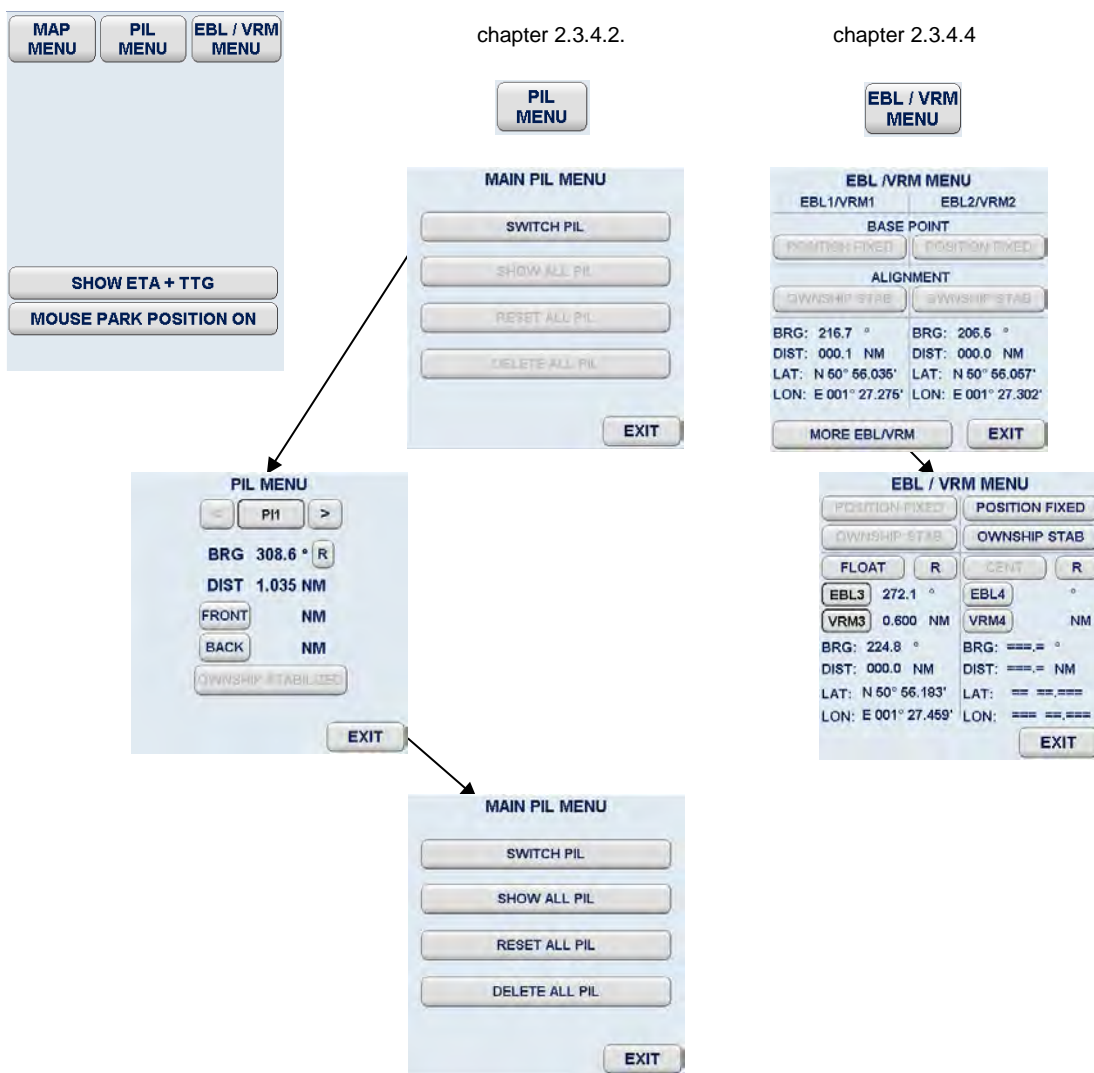 MAP MENU
PIL MENU
EBL / VRM MENU
SHOW ETA + TTG
MOUSE PARK POSITION ON
chapter 2.3.4.2.
PIL MENU
MAIN PIL MENU
SWITCH PIL
SHOW ALL PIL
RESET ALL PIL
DELETE ALL PIL
EXIT
chapter 2.3.4.4
EBL / VRM MENU
EBL /VRM MENU
EBL1/VRM1 EBL2/VRM2
BASE POINT
POSITION FIXED POSITION FIXED
ALIGNMENT
OWNSHIP STAB OWNSHIP STAB
BRG: 216.7 ° BRG: 206.5 °
DIST: 000.1 NM DIST: 000.0 NM
LAT: N 50° 56.035' LAT: N 50° 56.057'
LON: E 001° 27.275' LON: E 001° 27.302'
MORE EBL/VRM EXIT
PIL MENU
< PI1 >
BRG 308.6 ° R
DIST 1.035 NM
FRONT NM
BACK NM
OWNSHIP STABILIZED
EXIT
EBL / VRM MENU
POSITION FIXED POSITION FIXED
OWNSHIP STAB OWNSHIP STAB
FLOAT R CENT R
EBL3 272.1 ° EBL4 °
VRM3 0.600 NM VRM4 NM
BRG: 224.8 ° BRG: ===.= °
DIST: 000.0 NM DIST: ===.= NM
LAT: N 50° 56.193' LAT: == ==.===
LON: E 001° 27.459' LON: === ==.===
EXIT
MAIN PIL MENU
SWITCH PIL
SHOW ALL PIL
RESET ALL PIL
DELETE ALL PIL
EXIT